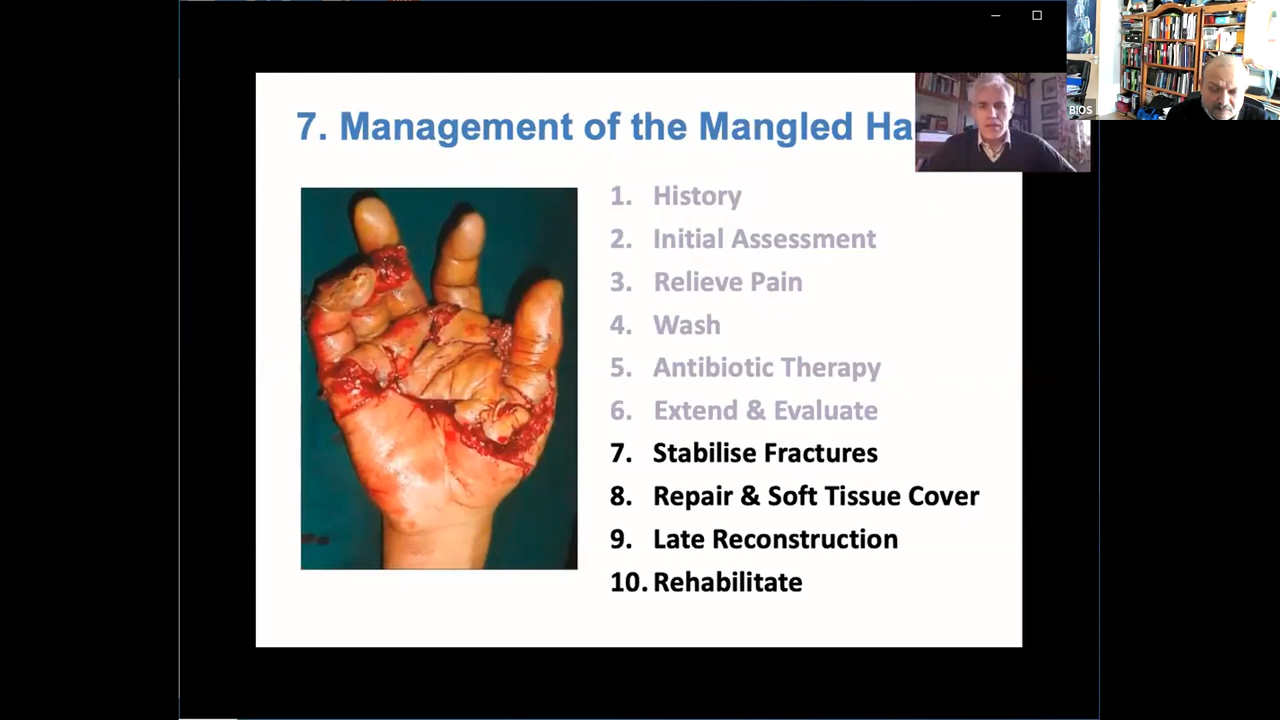 7. Management of the Mangled Ha
1. History
2. Initial Assessment
3. Relieve Pain
4. Wash
5. Antibiotic Therapy
6. Extend & Evaluate
7. Stabilise Fractures
8. Repair & Soft Tissue Cover
9. Late Reconstruction
10. Rehabilitate
BIOS